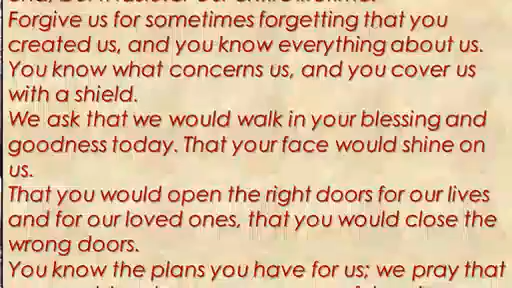 Forgive us for sometimes forgetting that you
created us, and you know everything about us.
You know what concerns us, and you cover us
with a shield.
We ask that we would walk in your blessing and
goodness today. That your face would shine on
us.
That you would open the right doors for our lives
and for our loved ones, that you would close the
wrong doors.
You know the plans you have for us; we pray that